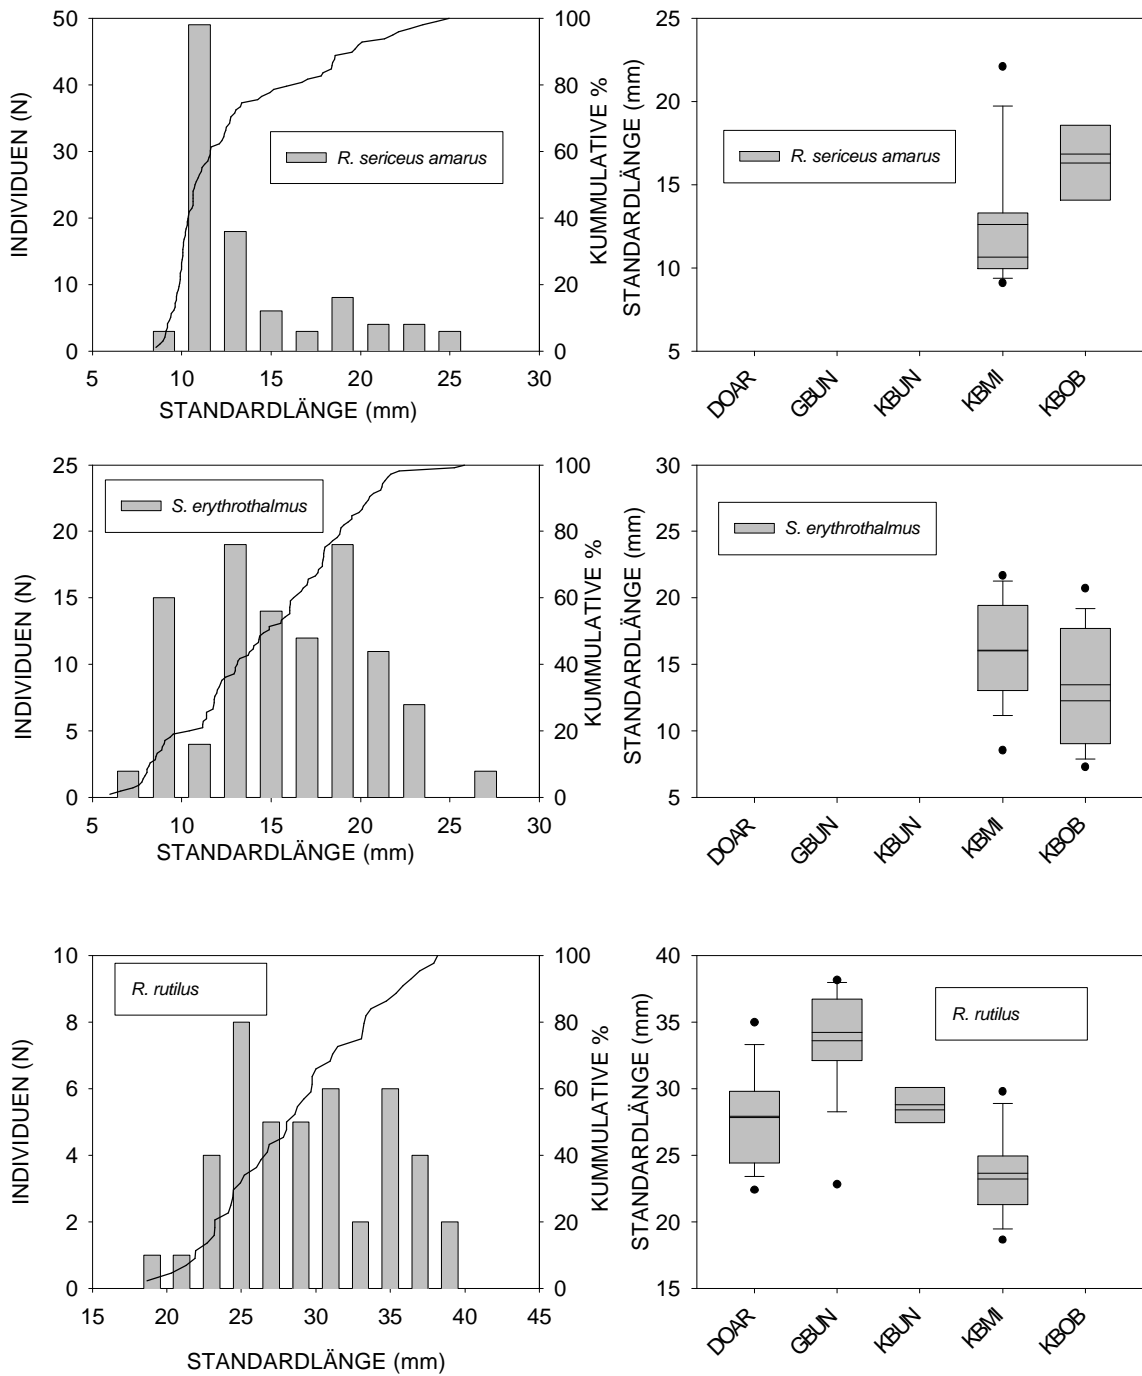 50
40
30
20
10
0
INDIVIDUEN (N)
100
80
60
40
20
0
KUMMULATIVE %
R. sericeus amarus
5 10 15 20 25 30
STANDARDLÄNGE (mm)
25
20
15
10
5
STANDARDLÄNGE (mm)
R. sericeus amarus
DOAR GBUN KBUN KBMI KBOB
25
20
15
10
5
0
INDIVIDUEN (N)
100
80
60
40
20
0
KUMMULATIVE %
S. erythrothalmus
5 10 15 20 25 30
STANDARDLÄNGE (mm)
30
25
20
15
10
5
STANDARDLÄNGE (mm)
S. erythrothalmus
DOAR GBUN KBUN KBMI KBOB
10
8
6
4
2
0
INDIVIDUEN (N)
100
80
60
40
20
0
KUMMULATIVE %
R. rutilus
15 20 25 30 35 40 45
STANDARDLÄNGE (mm)
40
35
30
25
20
15
STANDARDLÄNGE (mm)
R. rutilus
DOAR GBUN KBUN KBMI KBOB